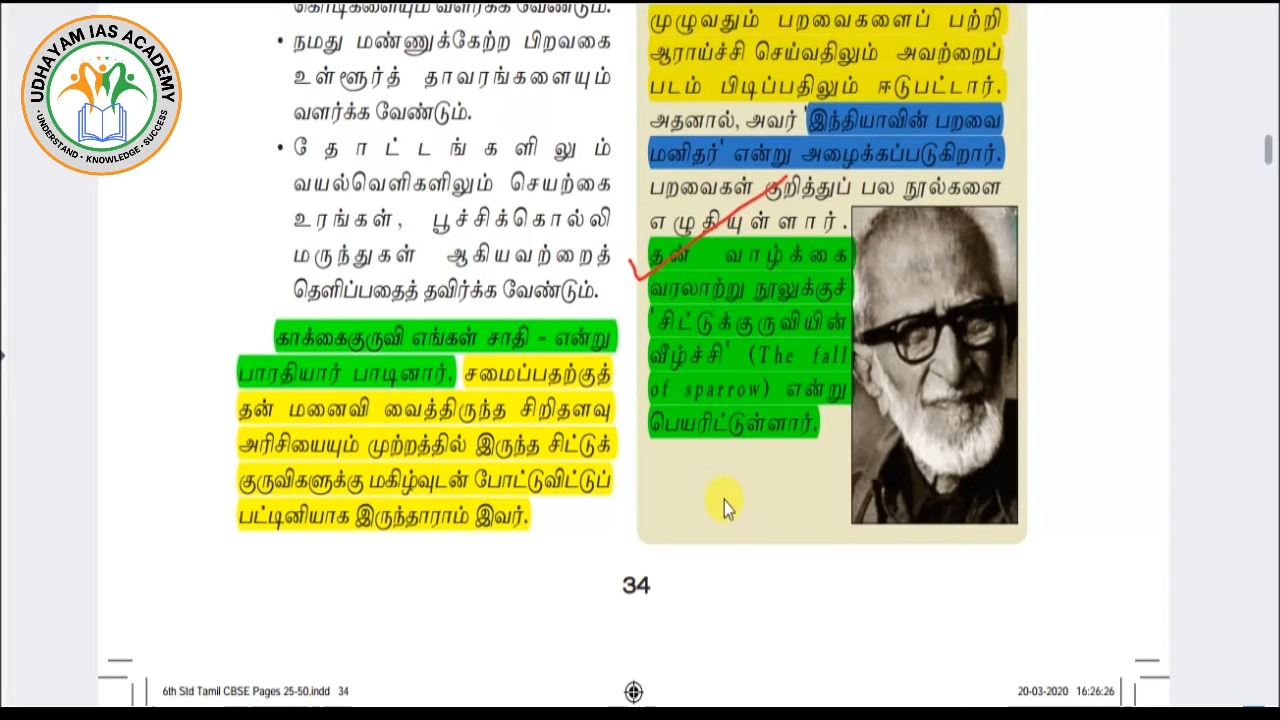 UDHAYAM IAS ACADEMY
· UNDERSTAND · KNOWLEDGE · SUCCESS
கொடிகளையும் வளர்க்க வேண்டும்.
• நமது மண்ணுக்கேற்ற பிறவகை
உள்ளூர்த் தாவரங்களையும்
வளர்க்க வேண்டும்.
• தோட்டங்களிலும்
வயல்வெளிகளிலும் செயற்கை
உரங்கள், பூச்சிக்கொல்லி
மருந்துகள் ஆகியவற்றைத்
தெளிப்பதைத் தவிர்க்க வேண்டும்.
காக்கைகுருவி எங்கள் சாதி - என்று
பாரதியார் பாடினார். சமைப்பதற்குத்
தன் மனைவி வைத்திருந்த சிறிதளவு
அரிசியையும் முற்றத்தில் இருந்த சிட்டுக்
குருவிகளுக்கு மகிழ்வுடன் போட்டுவிட்டுப்
பட்டினியாக இருந்தாராம் இவர்.
முழுவதும் பறவைகளைப் பற்றி
ஆராய்ச்சி செய்வதிலும் அவற்றைப்
படம் பிடிப்பதிலும் ஈடுபட்டார்.
அதனால், அவர் 'இந்தியாவின் பறவை
மனிதர்' என்று அழைக்கப்படுகிறார்.
பறவைகள் குறித்துப் பல நூல்களை
எழுதியுள்ளார்.
தன் வாழ்க்கை
வரலாற்று நூலுக்குச்
'சிட்டுக்குருவியின்
வீழ்ச்சி' (The fall
of sparrow) என்று
பெயரிட்டுள்ளார்.
34
6th Std Tamil CBSE Pages 25-50.indd 34
20-03-2020 16:26:26